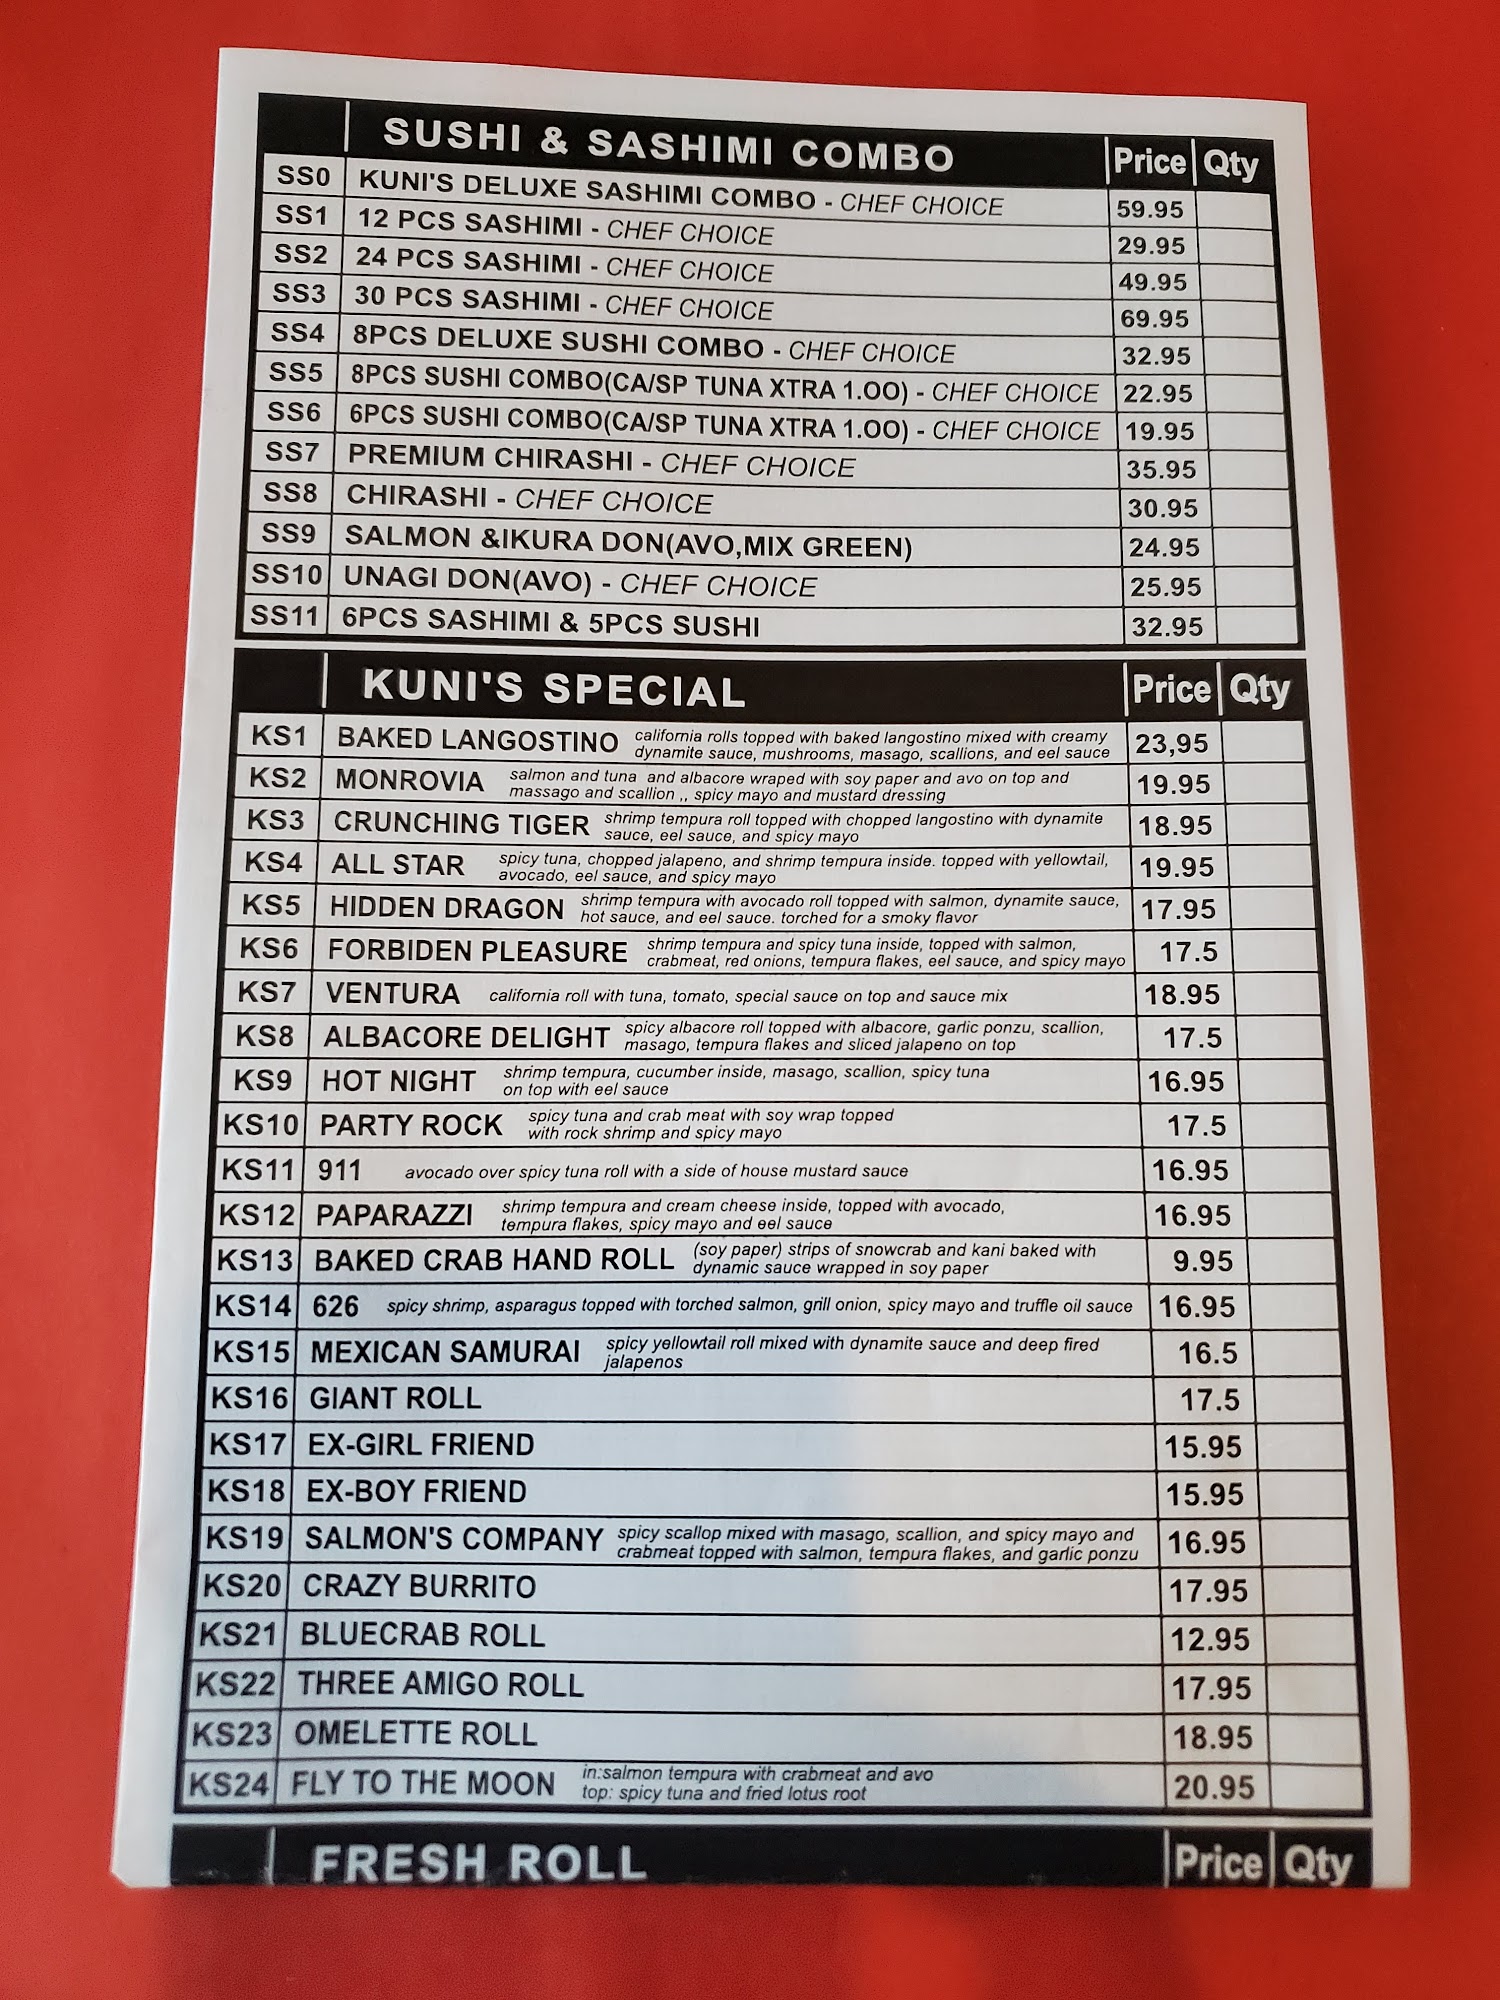 SUSHI & SASHIMI COMBO Price Qty
SS0 KUNI'S DELUXE SASHIMI COMBO - CHEF CHOICE 59.95
SS1 12 PCS SASHIMI - CHEF CHOICE 29.95
SS2 24 PCS SASHIMI - CHEF CHOICE 49.95
SS3 30 PCS SASHIMI - CHEF CHOICE 69.95
SS4 8PCS DELUXE SUSHI COMBO - CHEF CHOICE 32.95
SS5 8PCS SUSHI COMBO(CA/SP TUNA XTRA 1.OO) - CHEF CHOICE 22.95
SS6 6PCS SUSHI COMBO(CA/SP TUNA XTRA 1.OO) - CHEF CHOICE 19.95
SS7 PREMIUM CHIRASHI - CHEF CHOICE 35.95
SS8 CHIRASHI - CHEF CHOICE 30.95
SS9 SALMON &IKURA DON(AVO,MIX GREEN) 24.95
SS10 UNAGI DON(AVO) - CHEF CHOICE 25.95
SS11 6PCS SASHIMI & 5PCS SUSHI 32.95
KUNI'S SPECIAL Price Qty
KS1 BAKED LANGOSTINO california rolls topped with baked langostino mixed with creamy
dynamite sauce, mushrooms, masago, scallions, and eel sauce 23,95
KS2 MONROVIA salmon and tuna and albacore wraped with soy paper and avo on top and
massago and scallion ,, spicy mayo and mustard dressing 19.95
KS3 CRUNCHING TIGER shrimp tempura roll topped with chopped langostino with dynamite
sauce, eel sauce, and spicy mayo 18.95
KS4 ALL STAR spicy tuna, chopped jalapeno, and shrimp tempura inside. topped with yellowtail,
avocado, eel sauce, and spicy mayo 19.95
KS5 HIDDEN DRAGON shrimp tempura with avocado roll topped with salmon, dynamite sauce,
hot sauce, and eel sauce. torched for a smoky flavor 17.95
KS6 FORBIDEN PLEASURE shrimp tempura and spicy tuna inside, topped with salmon,
crabmeat, red onions, tempura flakes, eel sauce, and spicy mayo 17.5
KS7 VENTURA california roll with tuna, tomato, special sauce on top and sauce mix 18.95
KS8 ALBACORE DELIGHT spicy albacore roll topped with albacore, garlic ponzu, scallion,
masago, tempura flakes and sliced jalapeno on top 17.5
KS9 HOT NIGHT shrimp tempura, cucumber inside, masago, scallion, spicy tuna
on top with eel sauce 16.95
KS10 PARTY ROCK spicy tuna and crab meat with soy wrap topped
with rock shrimp and spicy mayo 17.5
KS11 911 avocado over spicy tuna roll with a side of house mustard sauce 16.95
KS12 PAPARAZZI shrimp tempura and cream cheese inside, topped with avocado,
tempura flakes, spicy mayo and eel sauce 16.95
KS13 BAKED CRAB HAND ROLL (soy paper) strips of snowcrab and kani baked with
dynamic sauce wrapped in soy paper 9.95
KS14 626 spicy shrimp, asparagus topped with torched salmon, grill onion, spicy mayo and truffle oil sauce 16.95
KS15 MEXICAN SAMURAI spicy yellowtail roll mixed with dynamite sauce and deep fired
jalapenos 16.5
KS16 GIANT ROLL 17.5
KS17 EX-GIRL FRIEND 15.95
KS18 EX-BOY FRIEND 15.95
KS19 SALMON'S COMPANY spicy scallop mixed with masago, scallion, and spicy mayo and
crabmeat topped with salmon, tempura flakes, and garlic ponzu 16.95
KS20 CRAZY BURRITO 17.95
KS21 BLUECRAB ROLL 12.95
KS22 THREE AMIGO ROLL 17.95
KS23 OMELETTE ROLL 18.95
KS24 FLY TO THE MOON in:salmon tempura with crabmeat and avo
top: spicy tuna and fried lotus root 20.95
FRESH ROLL Price Qty